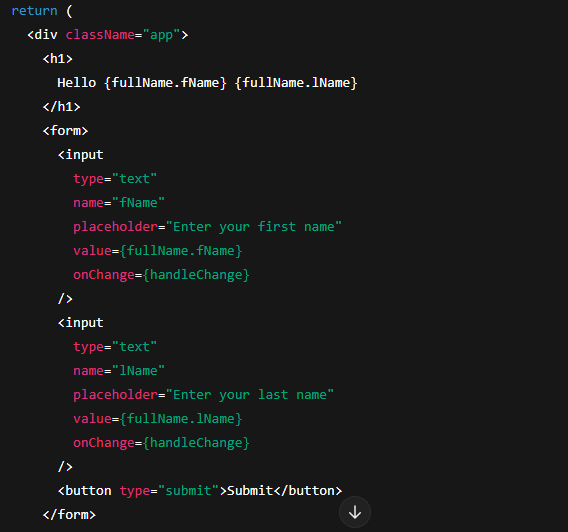 return (
<div className="app">
<h1>
Hello {fullName.fName} {fullName.lName}
</h1>
<form>
<input
type="text"
name="fName"
placeholder="Enter your first name"
value={fullName.fName}
onChange={handleChange}
/>
<input
type="text"
name="lName"
placeholder="Enter your last name"
value={fullName.lName}
onChange={handleChange}
/>
<button type="submit">Submit</button>
</form>